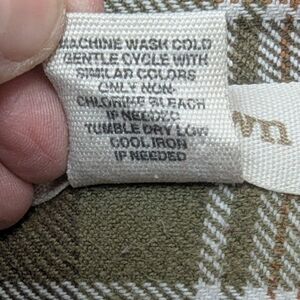 MACHINE WASH COLD
GENTLE CYCLE WITH
SIMILAR COLORS
ONLY NON-
CHLORINE BLEACH
IF NEEDED
TUMBLE DRY LOW
COOL IRON
IF NEEDED
wn